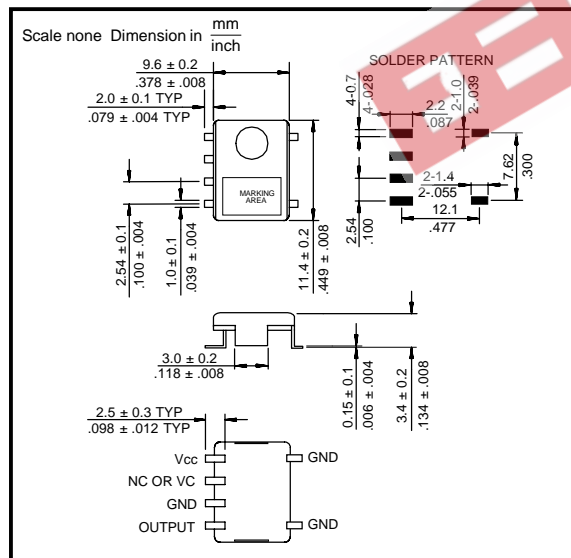 Scale none Dimension in mm
inch
9.6 ± 0.2
.378 ± .008
2.0 ± 0.1 TYP
.079 ± .004 TYP
MARKING
AREA
2.54 ± 0.1
.100 ± .004
1.0 ± 0.1
.039 ± .004
11.4 ± 0.2
.449 ± .008
SOLDER PATTERN
4-0.7
4-.028
2.2
.087
2-1.0
2-.039
2-1.4
2-.055
7.62
.300
12.1
.477
2.54
.100
3.0 ± 0.2
.118 ± .008
0.15 ± 0.1
.006 ± .004
3.4 ± 0.2
.134 ± .008
2.5 ± 0.3 TYP
.098 ± .012 TYP
Vcc
GND
NC OR VC
GND
OUTPUT
GND